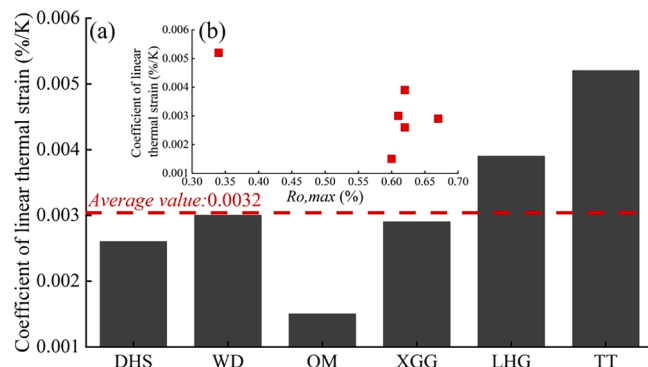 (a)
(b)
Coefficient of linear thermal strain (%/K)
0.006
0.005
0.004
0.003
0.002
0.001
Coefficient of linear
thermal strain (%/K)
0.006
0.005
0.004
0.003
0.002
0.001
0.30 0.35 0.40 0.45 0.50 0.55 0.60 0.65 0.70
Ro,max (%)
Average value:0.0032
DHS WD OM XGG LHG TT